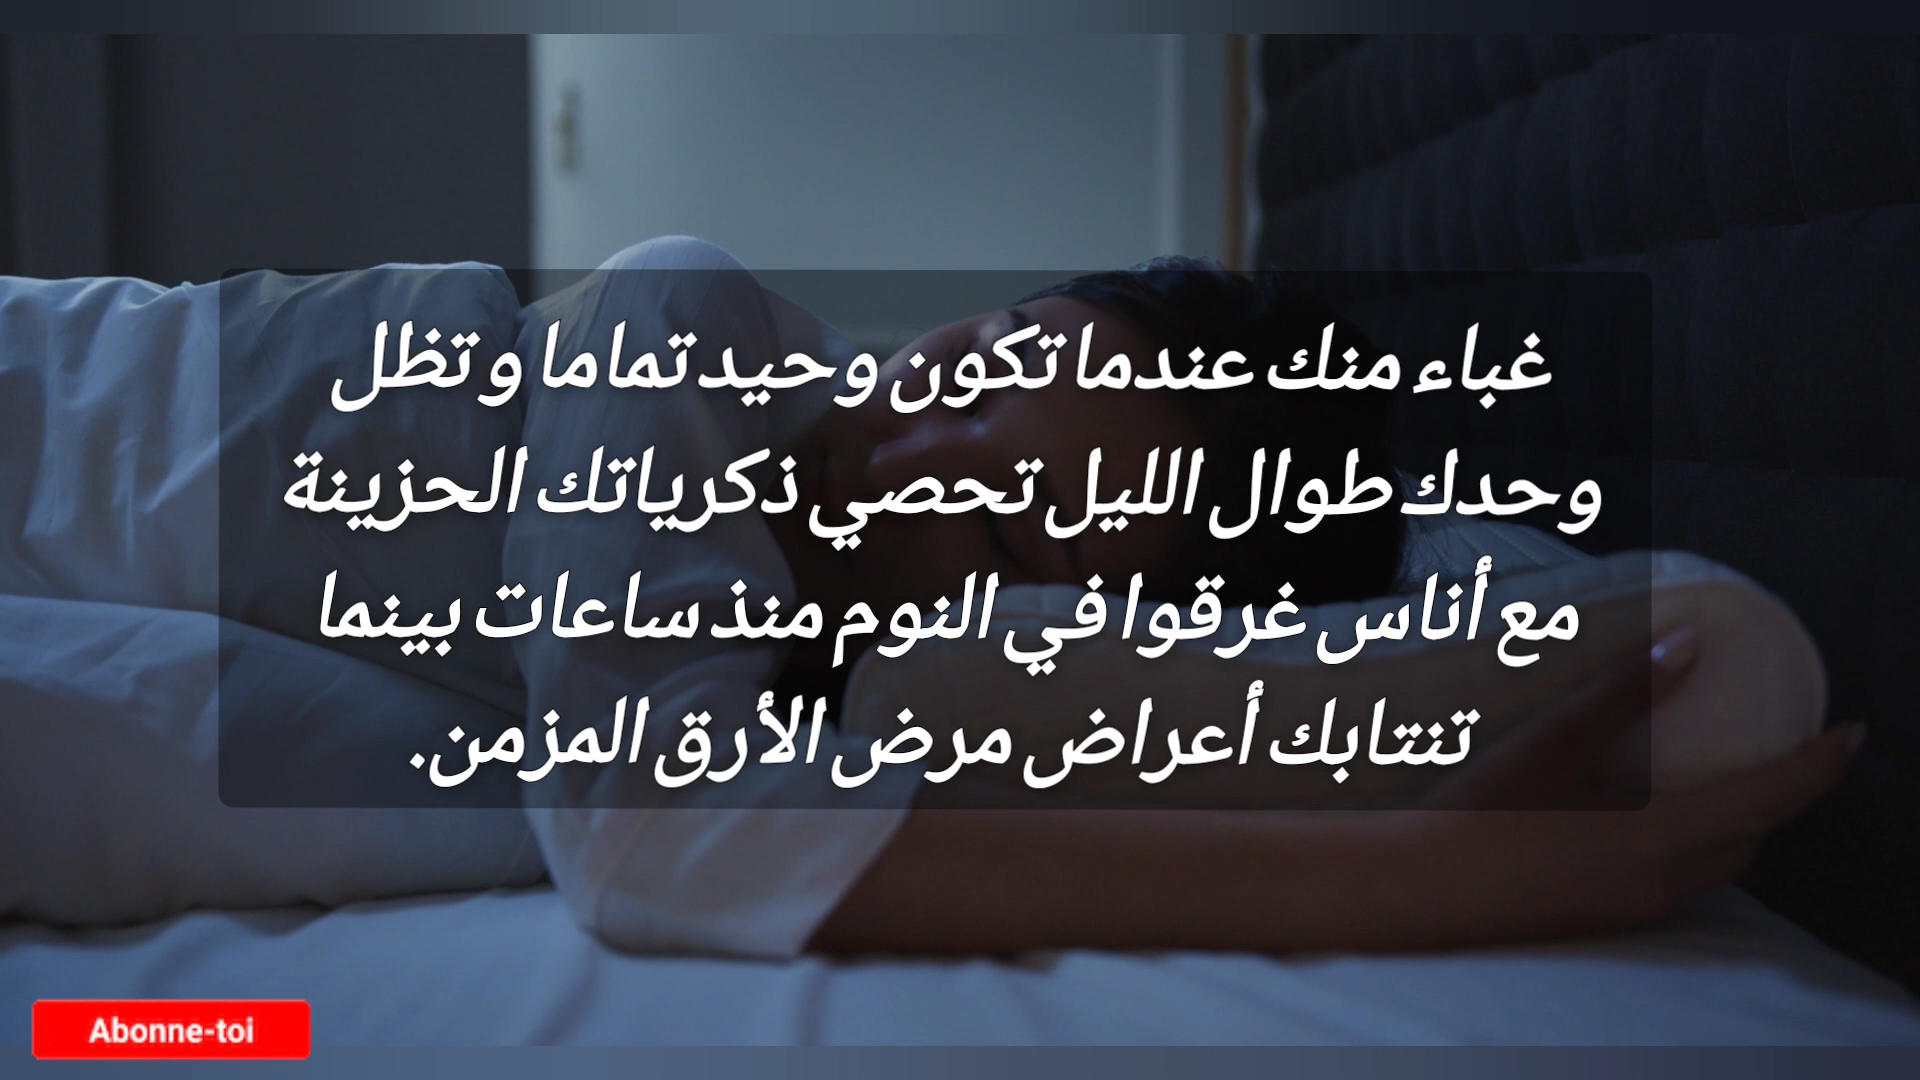 غباء منك عندما تكون وحيد تماما و تظل
وحدك طوال الليل تحصي ذكرياتك الحزينة
مع أناس غرقوا في النوم منذ ساعات بينما
تنتابك أعراض مرض الأرق المزمن.
Abonne-toi